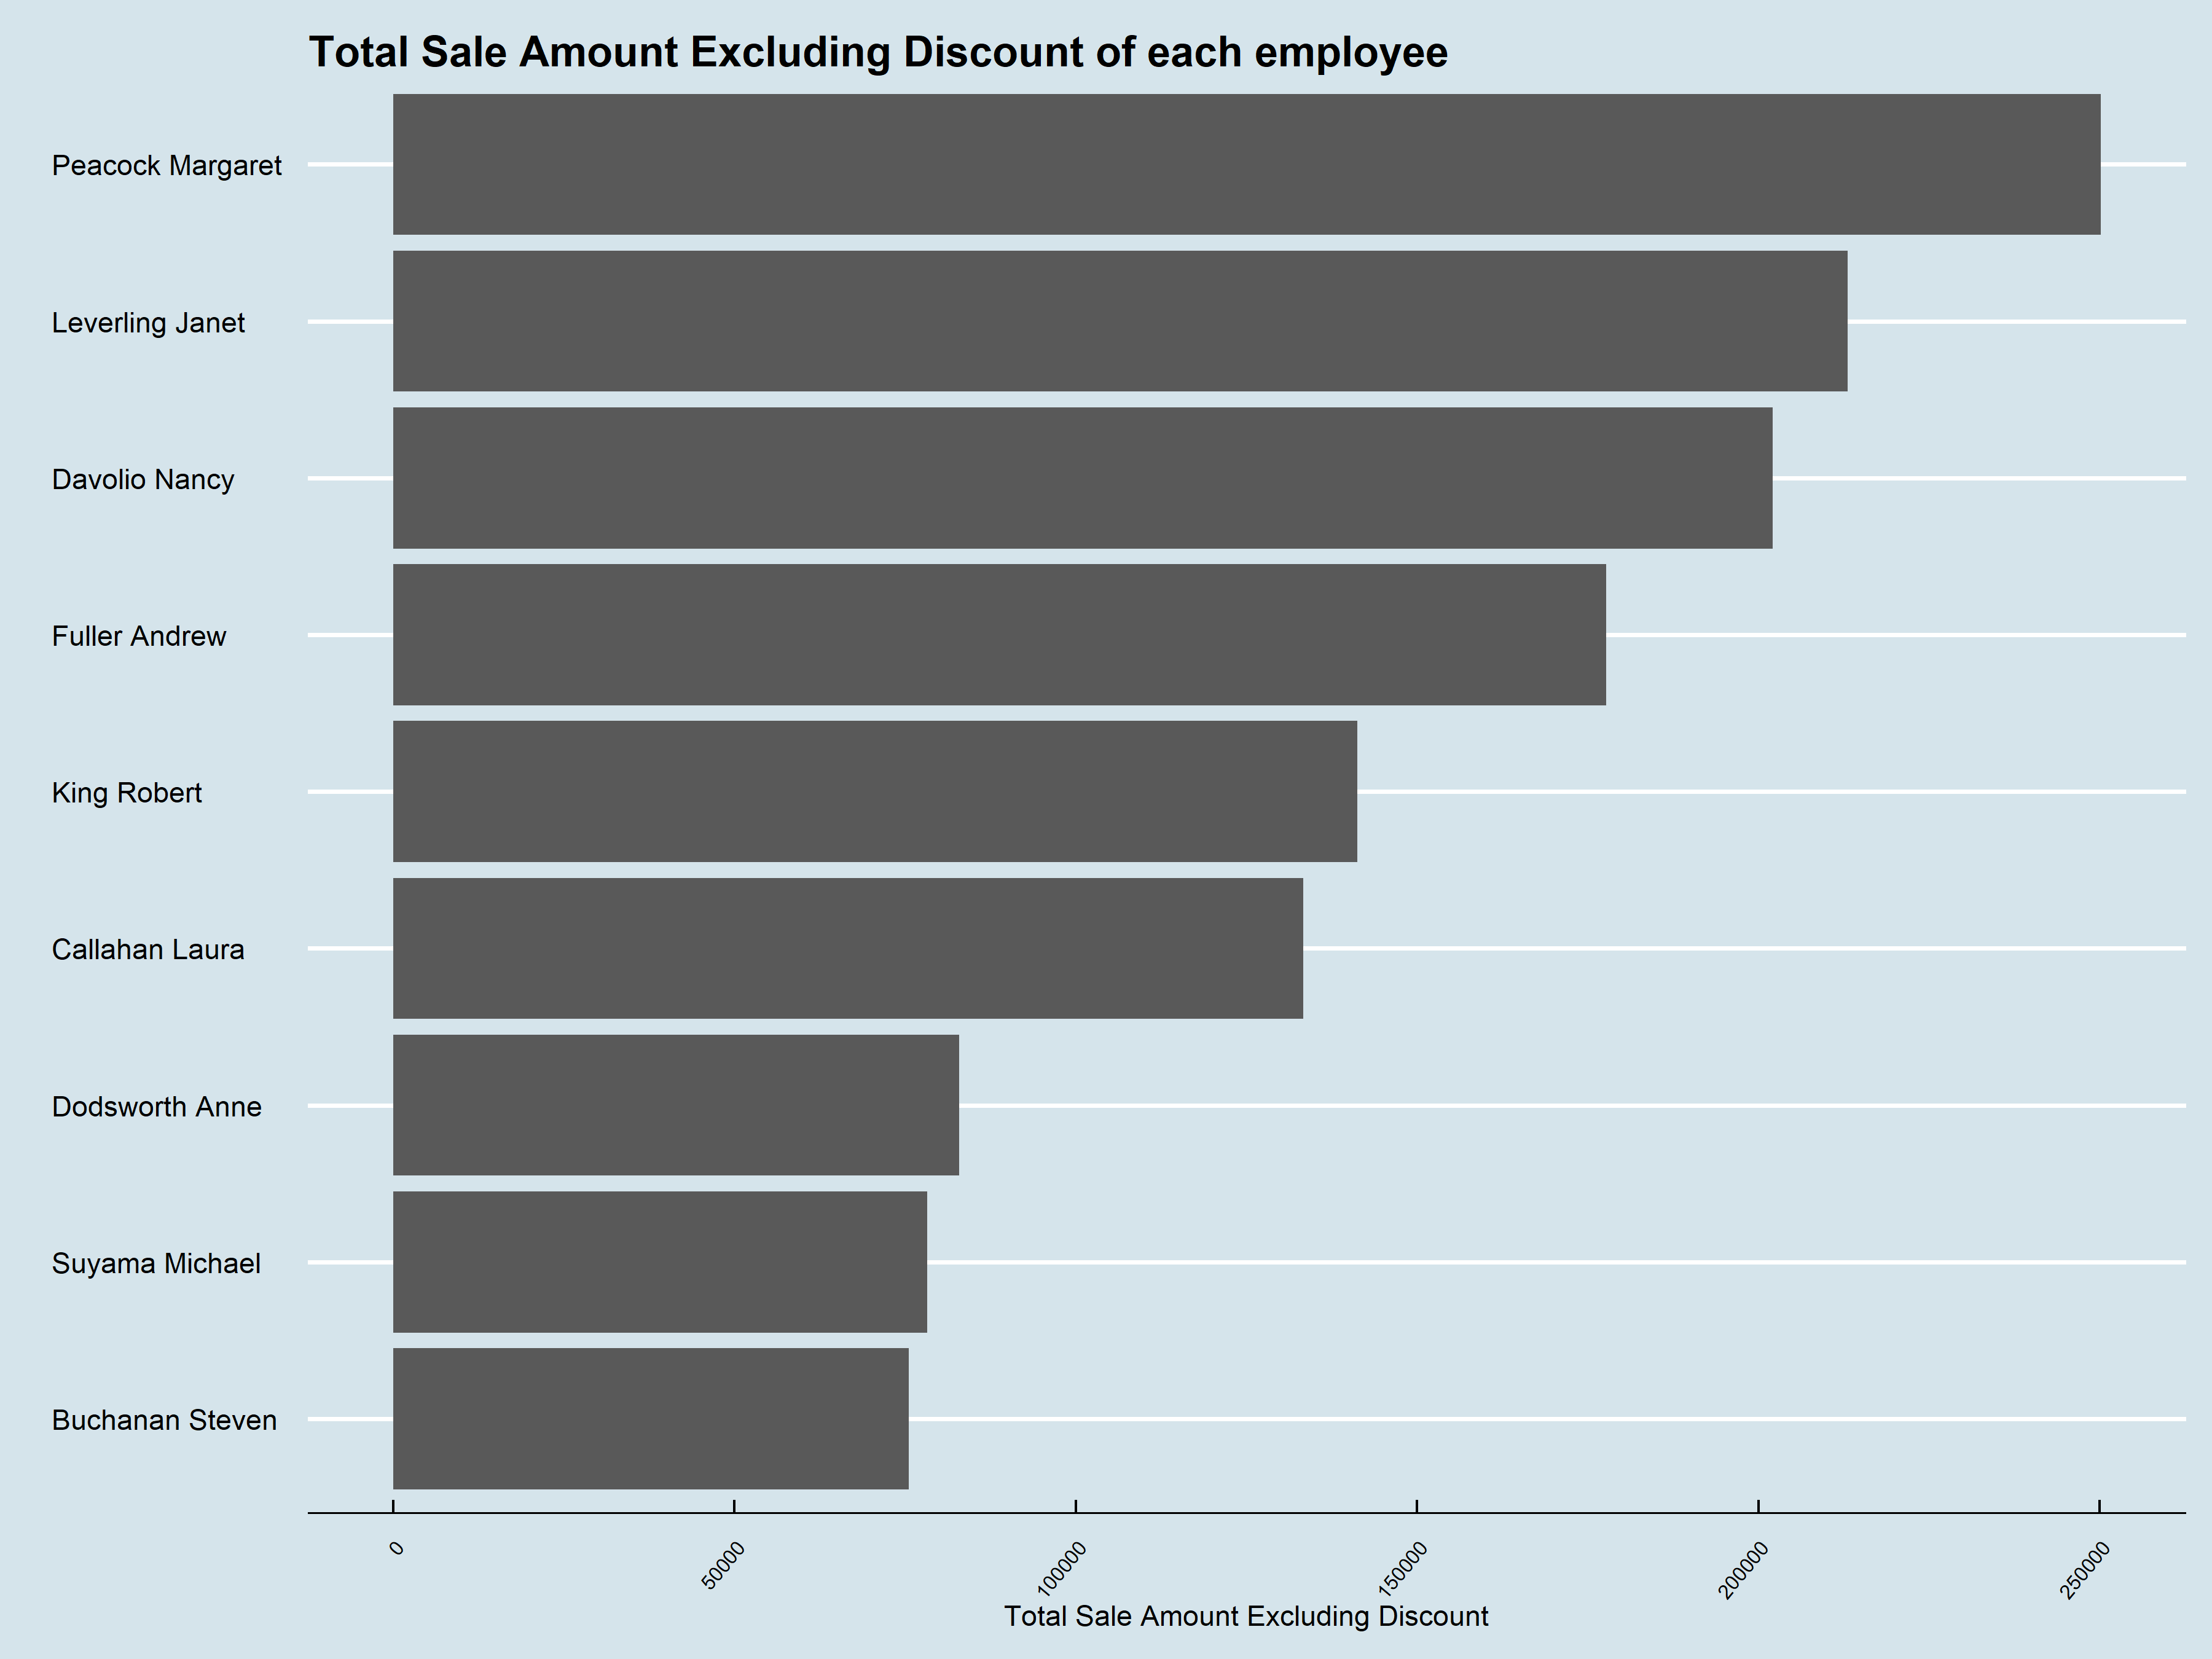 Total Sale Amount Excluding Discount of each employee
Peacock Margaret
Leverling Janet
Davolio Nancy
Fuller Andrew
King Robert
Callahan Laura
Dodsworth Anne
Suyama Michael
Buchanan Steven
0
50000
100000
150000
200000
250000
Total Sale Amount Excluding Discount